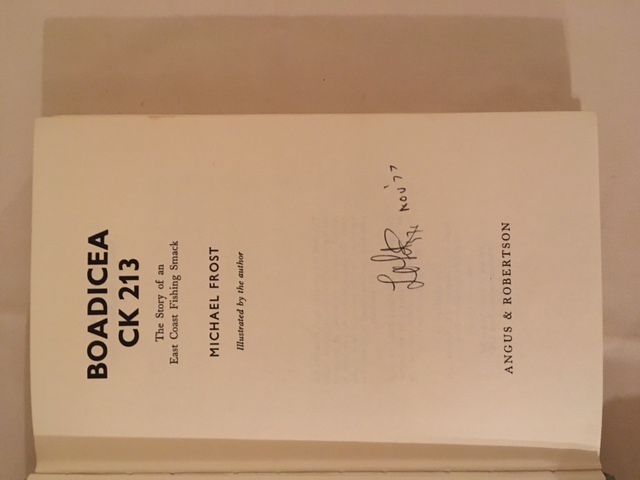 BOADICEA
CK 213
The Story of an
East Coast Fishing Smack
MICHAEL FROST
Illustrated by the author
Nov '77
ANGUS & ROBERTSON